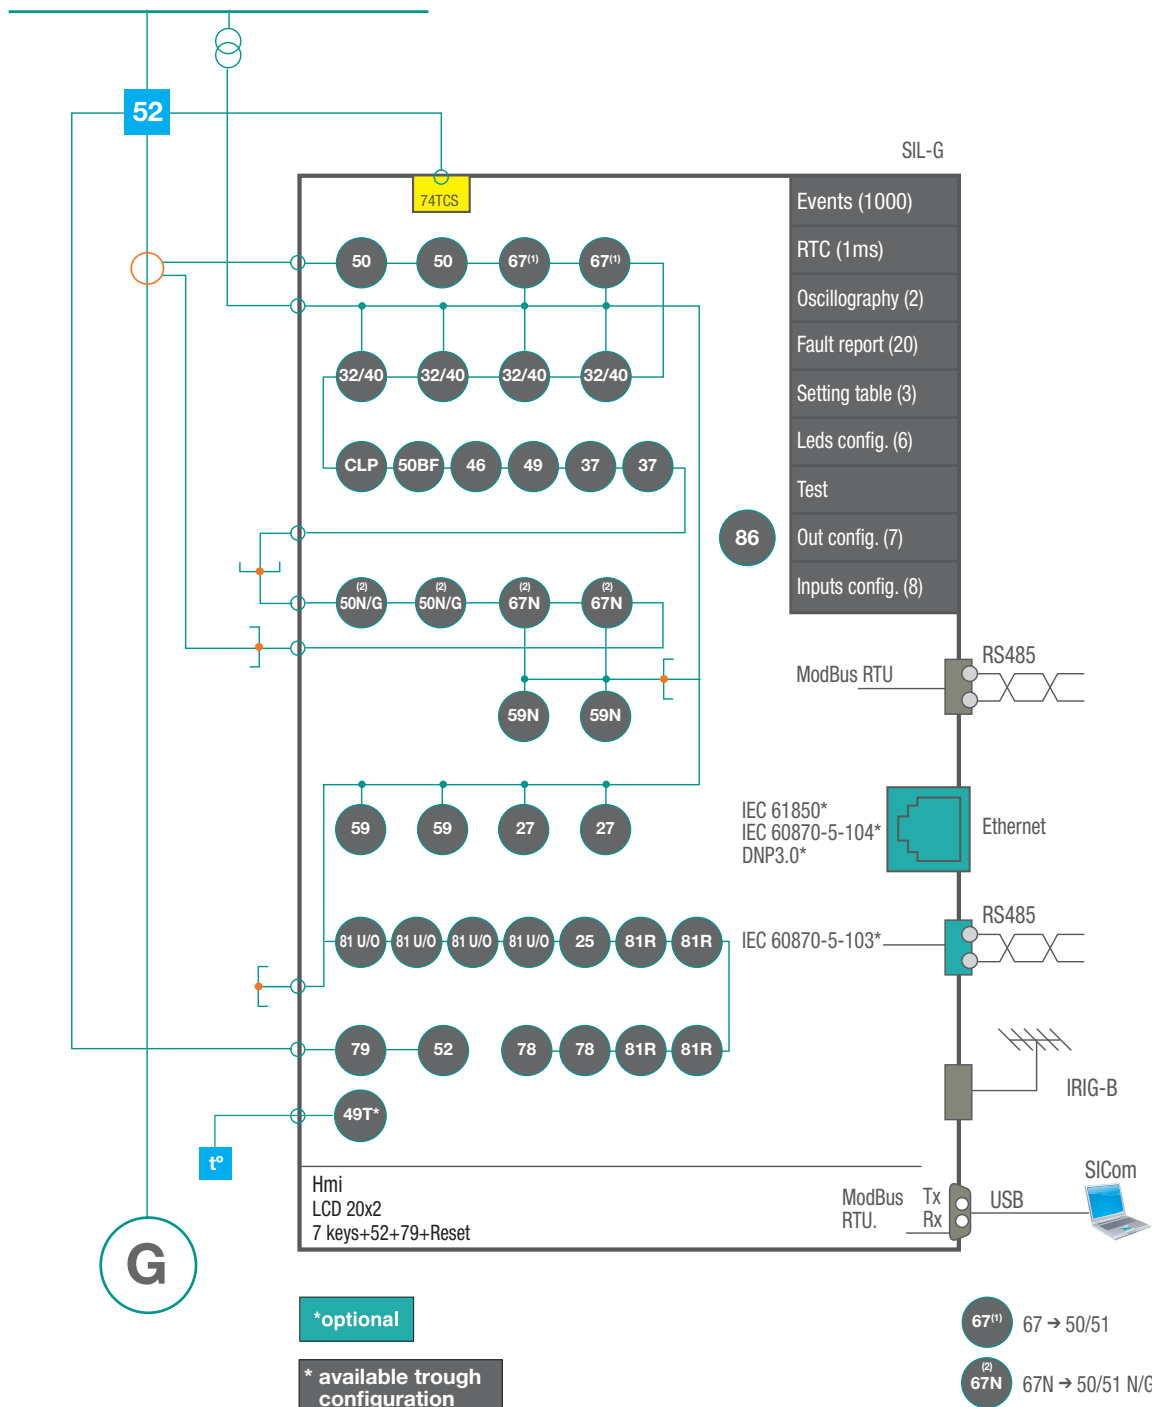 52
SIL-G
74TCS
Events (1000)
RTC (1ms)
Oscillography (2)
Fault report (20)
Setting table (3)
Leds config. (6)
Test
Out config. (7)
Inputs config. (8)
50 50 67(1) 67(1)
32/40 32/40 32/40 32/40
CLP 50BF 46 49 37 37
86
(2) (2) (2) (2)
50N/G 50N/G 67N 67N
59N 59N
ModBus RTU
RS485
59 59 27 27
IEC 61850*
IEC 60870-5-104*
DNP3.0*
Ethernet
81 U/O 81 U/O 81 U/O 81 U/O 25 81R 81R
IEC 60870-5-103*
RS485
79 52 78 78 81R 81R
49T*
IRIG-B
tº
Hmi
LCD 20x2
7 keys+52+79+Reset
ModBus
RTU.
Tx
Rx
USB
SICom
G
*optional
* available trough
configuration
67(1) 67 → 50/51
(2)
67N 67N → 50/51 N/G